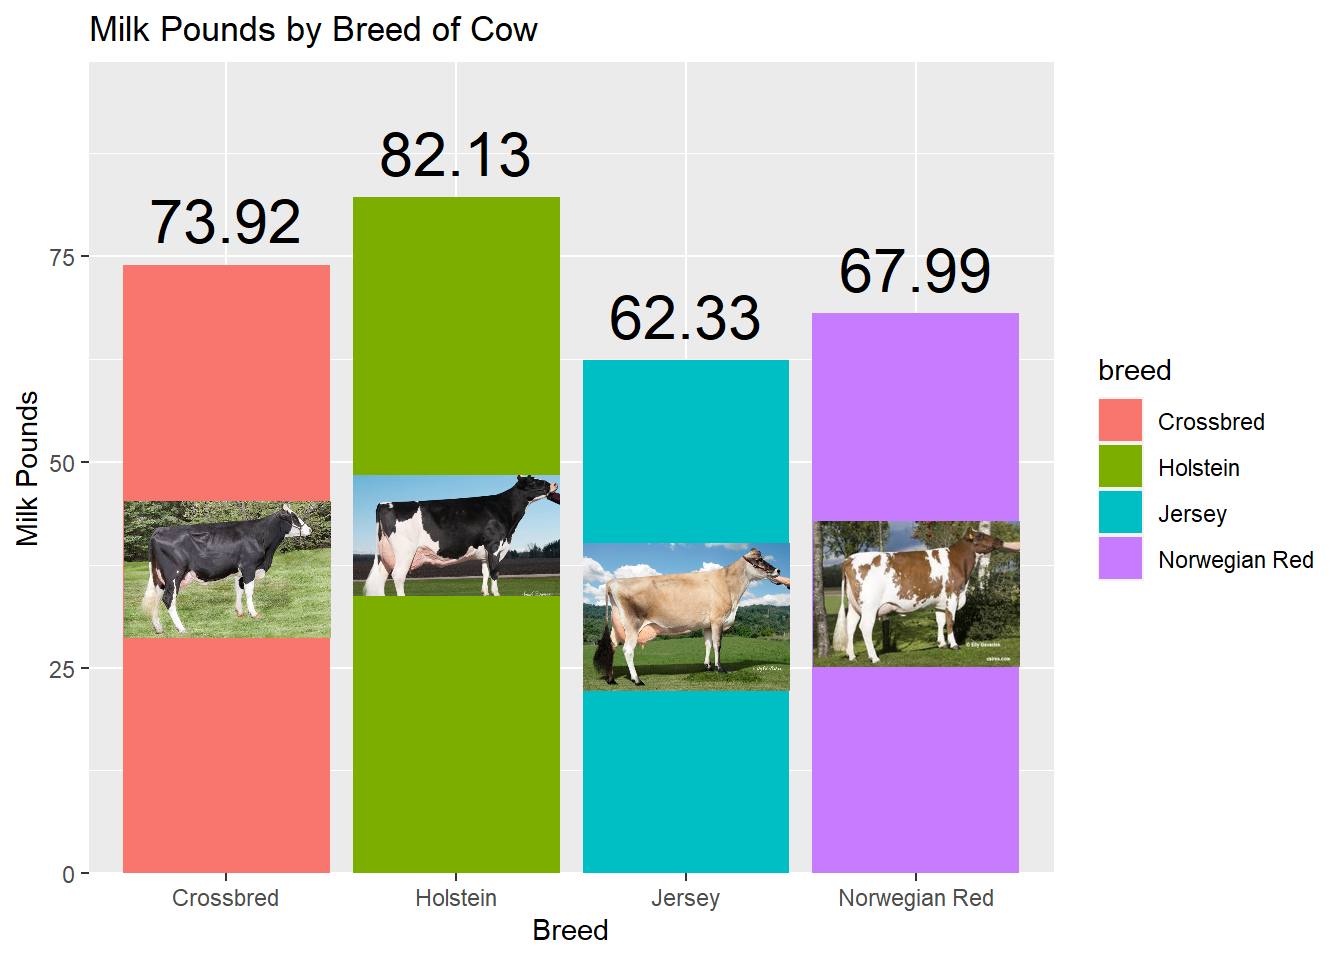 Milk Pounds by Breed of Cow
82.13
73.92
67.99
62.33
75
50
25
0
Milk Pounds
Crossbred
Holstein
Jersey
Norwegian Red
Breed
breed
Crossbred
Holstein
Jersey
Norwegian Red